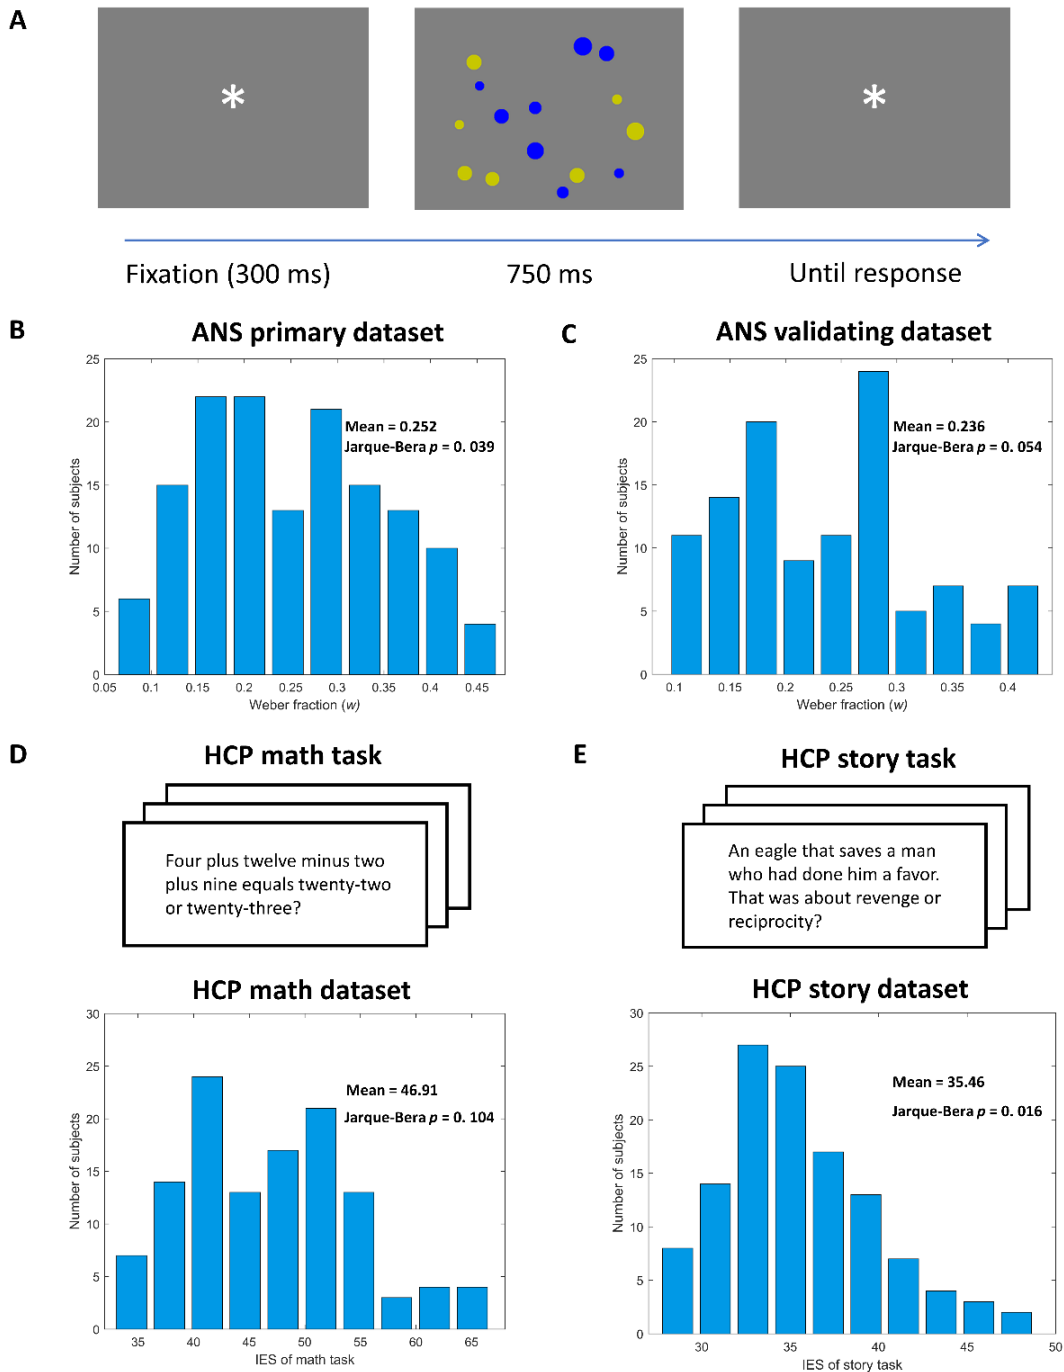 A
*
*
Fixation (300 ms)
750 ms
Until response
B
ANS primary dataset
25
20
15
10
5
0
Number of subjects
Mean = 0.252
Jarque-Bera p = 0. 039
0.05
0.1
0.15
0.2
0.25
0.3
0.35
0.4
0.45
Weber fraction (w)
C
ANS validating dataset
25
20
15
10
5
0
Number of subjects
Mean = 0.236
Jarque-Bera p = 0. 054
0.1
0.15
0.2
0.25
0.3
0.35
0.4
Weber fraction (w)
D
HCP math task
Four plus twelve minus two
plus nine equals twenty-two
or twenty-three?
HCP math dataset
30
25
20
15
10
5
0
Number of subjects
Mean = 46.91
Jarque-Bera p = 0. 104
35
40
45
50
55
60
65
IES of math task
E
HCP story task
An eagle that saves a man
who had done him a favor.
That was about revenge or
reciprocity?
HCP story dataset
30
25
20
15
10
5
0
Number of subjects
Mean = 35.46
Jarque-Bera p = 0. 016
30
35
40
45
50
IES of story task